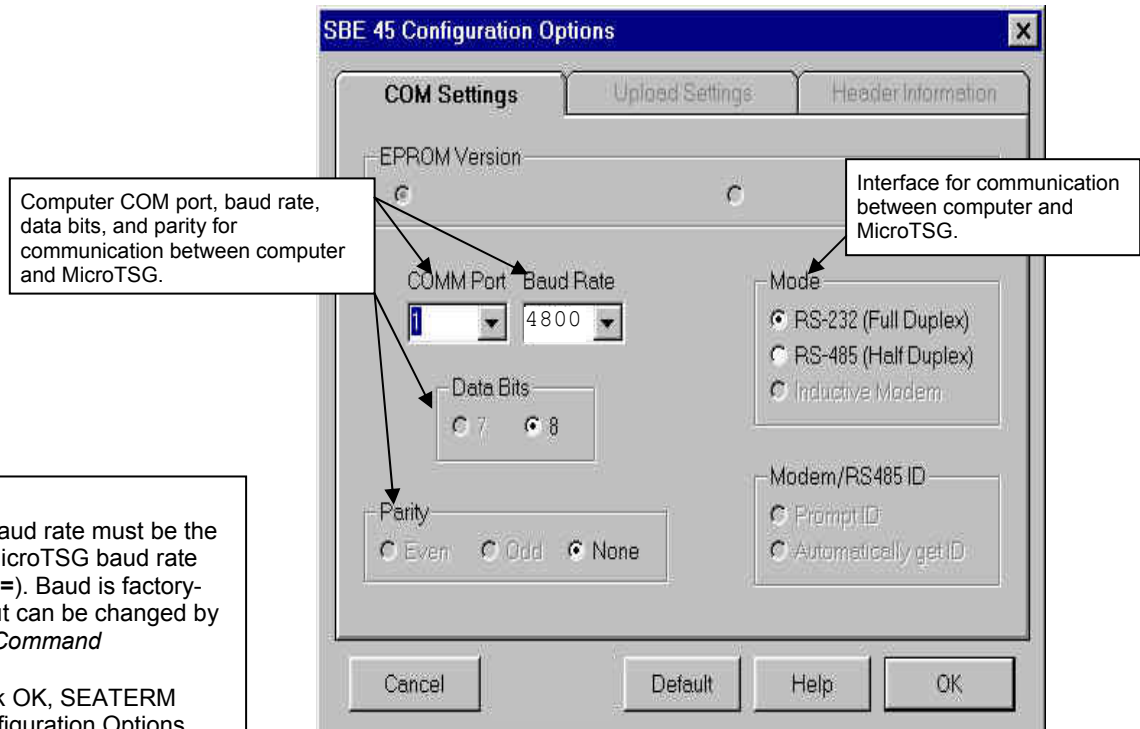 SBE 45 Configuration Options
COM Settings
Upload Settings
Header Information
EPROM Version
Computer COM port, baud rate,
data bits, and parity for
communication between computer
and MicroTSG.
Interface for communication
between computer and
MicroTSG.
COMM Port Baud Rate
1 4800
Mode
RS-232 (Full Duplex)
RS-485 (Half Duplex)
Inductive Modem
Data Bits
7 8
Modem/RS485 ID
Prompt ID
Automatically get ID
Parity
Even Odd None
aud rate must be the
icroTSG baud rate
=). Baud is factory-
ut can be changed by
Command
k OK, SEATERM
figuration Options
Cancel Default Help OK